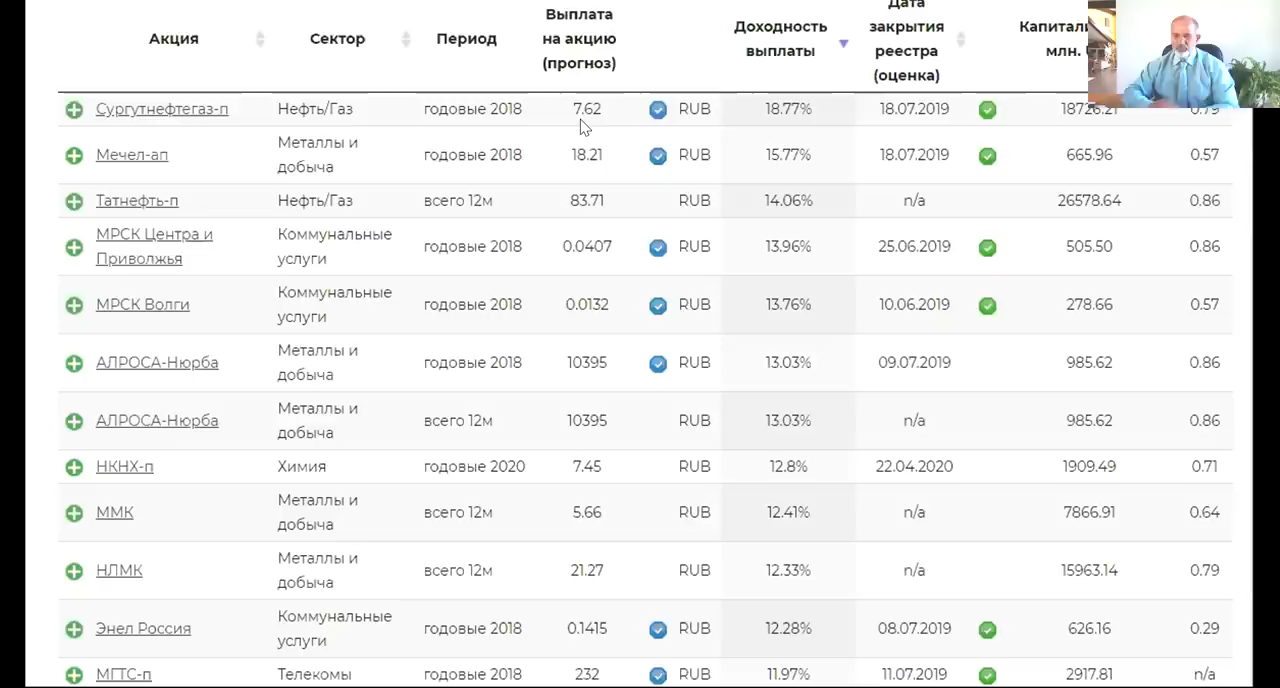 Акция
Сектор
Период
Выплата
на акцию
(прогноз)
Доходность
выплаты
Дата
закрытия
реестра
(оценка)
млн.
Сургутнефтегаз-п Нефть/Газ годовые 2018 7.62 RUB 18.77% 18.07.2019 18726.21 0.79
Мечел-ап Металлы и
добыча годовые 2018 18.21 RUB 15.77% 18.07.2019 665.96 0.57
Татнефть-п Нефть/Газ всего 12м 83.71 RUB 14.06% n/a 26578.64 0.86
МРСК Центра и
Приволжья Коммунальные
услуги годовые 2018 0.0407 RUB 13.96% 25.06.2019 505.50 0.86
МРСК Волги Коммунальные
услуги годовые 2018 0.0132 RUB 13.76% 10.06.2019 278.66 0.57
АЛРОСА-Нюрба Металлы и
добыча годовые 2018 10395 RUB 13.03% 09.07.2019 985.62 0.86
АЛРОСА-Нюрба Металлы и
добыча всего 12м 10395 RUB 13.03% n/a 985.62 0.86
НКНХ-п Химия годовые 2020 7.45 RUB 12.8% 22.04.2020 1909.49 0.71
ММК Металлы и
добыча всего 12м 5.66 RUB 12.41% n/a 7866.91 0.64
НЛМК Металлы и
добыча всего 12м 21.27 RUB 12.33% n/a 15963.14 0.79
Энел Россия Коммунальные
услуги годовые 2018 0.1415 RUB 12.28% 08.07.2019 626.16 0.29
МГТС-п Телекомы годовые 2018 232 RUB 11.97% 11.07.2019 2917.81 n/a